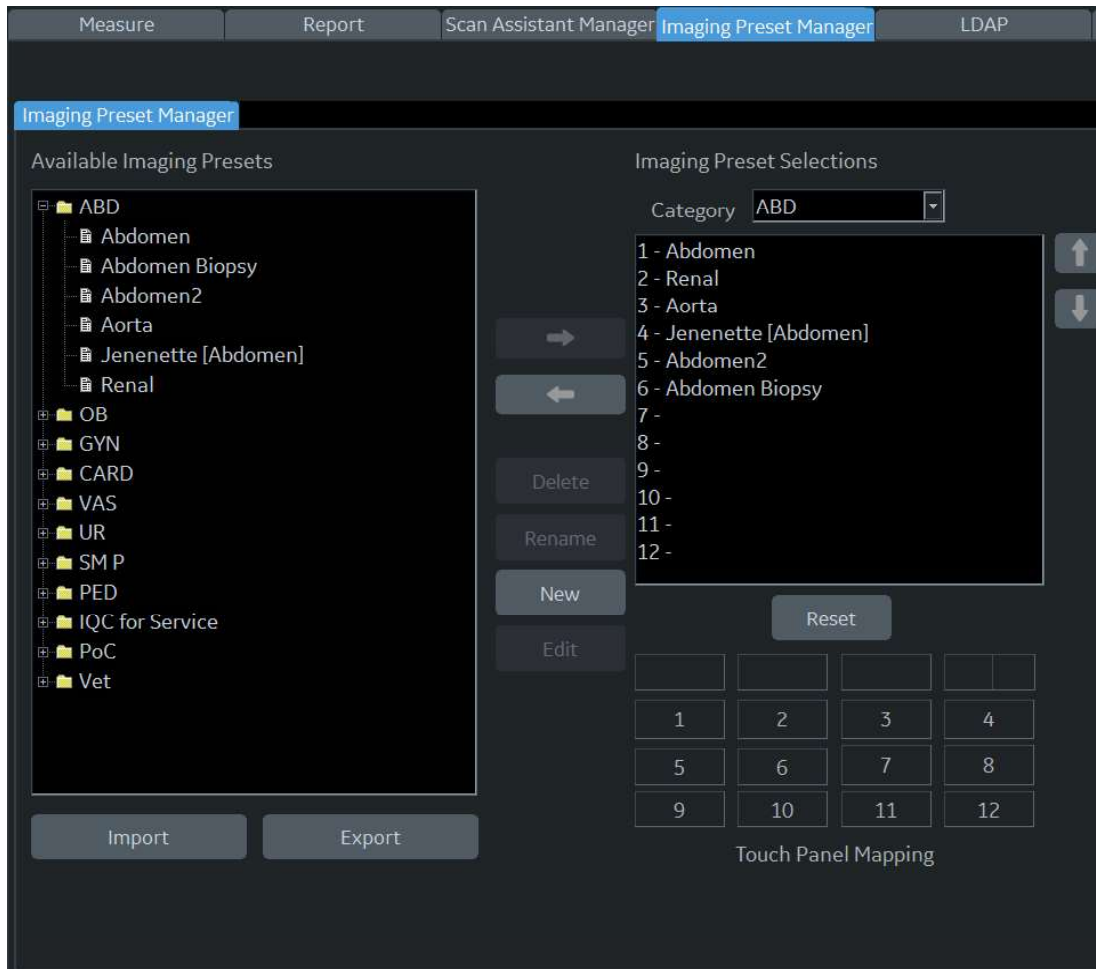 Measure Report Scan Assistant Manager Imaging Preset Manager LDAP
Imaging Preset Manager
Available Imaging Presets
ABD
Abdomen
Abdomen Biopsy
Abdomen2
Aorta
Jenenette [Abdomen]
Renal
OB
GYN
CARD
VAS
UR
SM P
PED
IQC for Service
PoC
Vet
Import Export
Delete
Rename
New
Edit
Imaging Preset Selections
Category ABD
1 - Abdomen
2 - Renal
3 - Aorta
4 - Jenenette [Abdomen]
5 - Abdomen2
6 - Abdomen Biopsy
7 -
8 -
9 -
10 -
11 -
12 -
Reset
1 2 3 4
5 6 7 8
9 10 11 12
Touch Panel Mapping